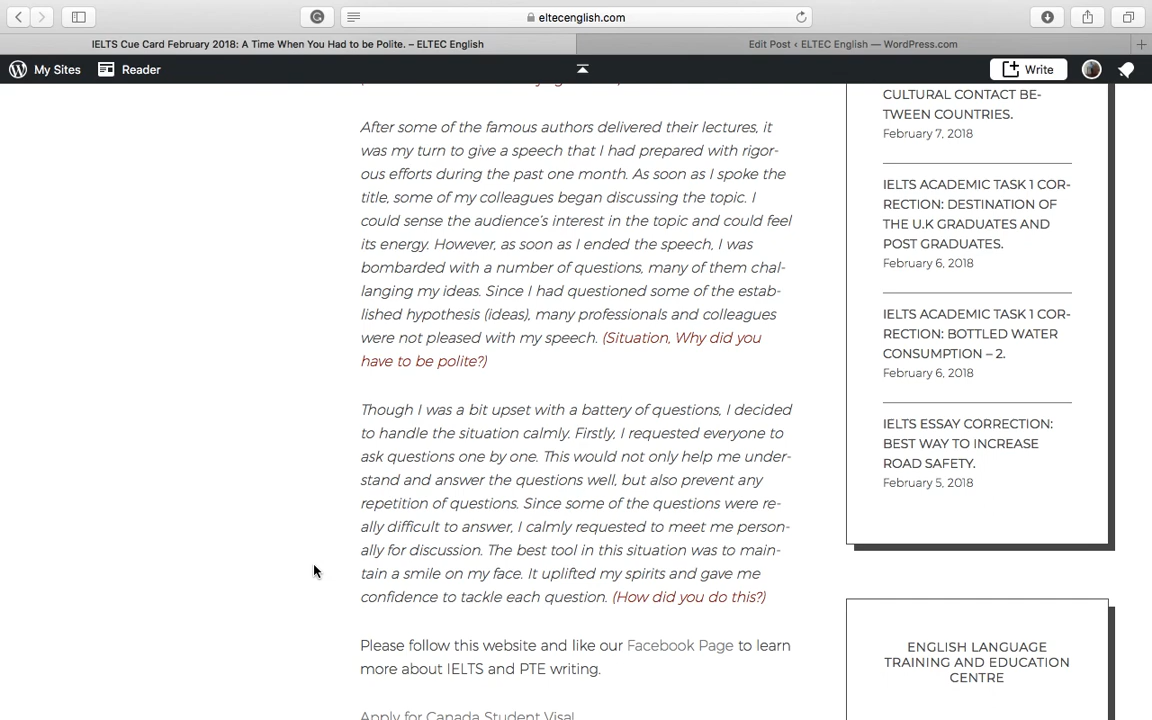 eltecenglish.com
IELTS Cue Card February 2018: A Time When You Had to be Polite. – ELTEC English
Edit Post ‹ ELTEC English — WordPress.com
My Sites
Reader
Write
After some of the famous authors delivered their lectures, it
was my turn to give a speech that I had prepared with rigor-
ous efforts during the past one month. As soon as I spoke the
title, some of my colleagues began discussing the topic. I
could sense the audience's interest in the topic and could feel
its energy. However, as soon as I ended the speech, I was
bombarded with a number of questions, many of them chal-
langing my ideas. Since I had questioned some of the estab-
lished hypothesis (ideas), many professionals and colleagues
were not pleased with my speech. (Situation, Why did you
have to be polite?)
Though I was a bit upset with a battery of questions, I decided
to handle the situation calmly. Firstly, I requested everyone to
ask questions one by one. This would not only help me under-
stand and answer the questions well, but also prevent any
repetition of questions. Since some of the questions were re-
ally difficult to answer, I calmly requested to meet me person-
ally for discussion. The best tool in this situation was to main-
tain a smile on my face. It uplifted my spirits and gave me
confidence to tackle each question. (How did you do this?)
Please follow this website and like our Facebook Page to learn
more about IELTS and PTE writing.
Apply for Canada Student Visa!
CULTURAL CONTACT BE-
TWEEN COUNTRIES.
February 7, 2018
IELTS ACADEMIC TASK 1 COR-
RECTION: DESTINATION OF
THE U.K GRADUATES AND
POST GRADUATES.
February 6, 2018
IELTS ACADEMIC TASK 1 COR-
RECTION: BOTTLED WATER
CONSUMPTION – 2.
February 6, 2018
IELTS ESSAY CORRECTION:
BEST WAY TO INCREASE
ROAD SAFETY.
February 5, 2018
ENGLISH LANGUAGE
TRAINING AND EDUCATION
CENTRE